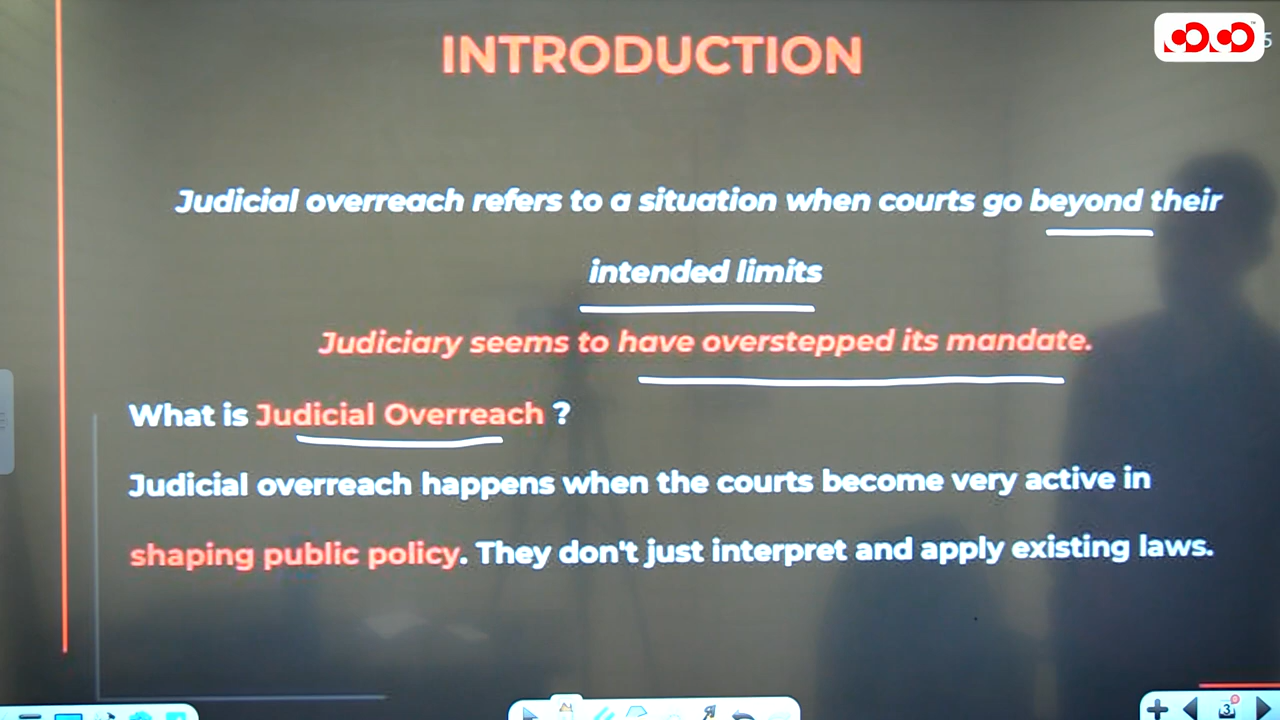 INTRODUCTION
Judicial overreach refers to a situation when courts go beyond their
intended limits
Judiciary seems to have overstepped its mandate.
What is Judicial Overreach ?
Judicial overreach happens when the courts become very active in
shaping public policy. They don't just interpret and apply existing laws.
3